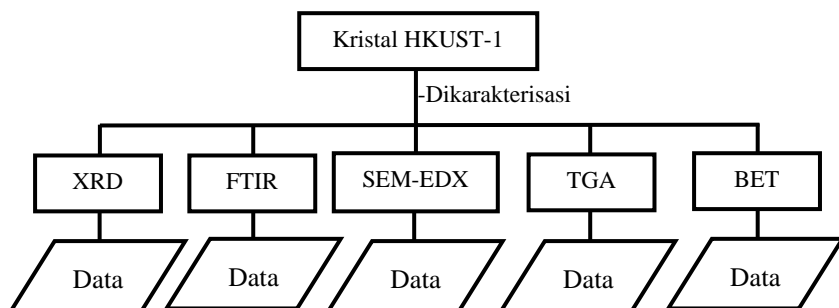 Kristal HKUST-1
-Dikarakterisasi
XRD
FTIR
SEM-EDX
TGA
BET
Data
Data
Data
Data
Data